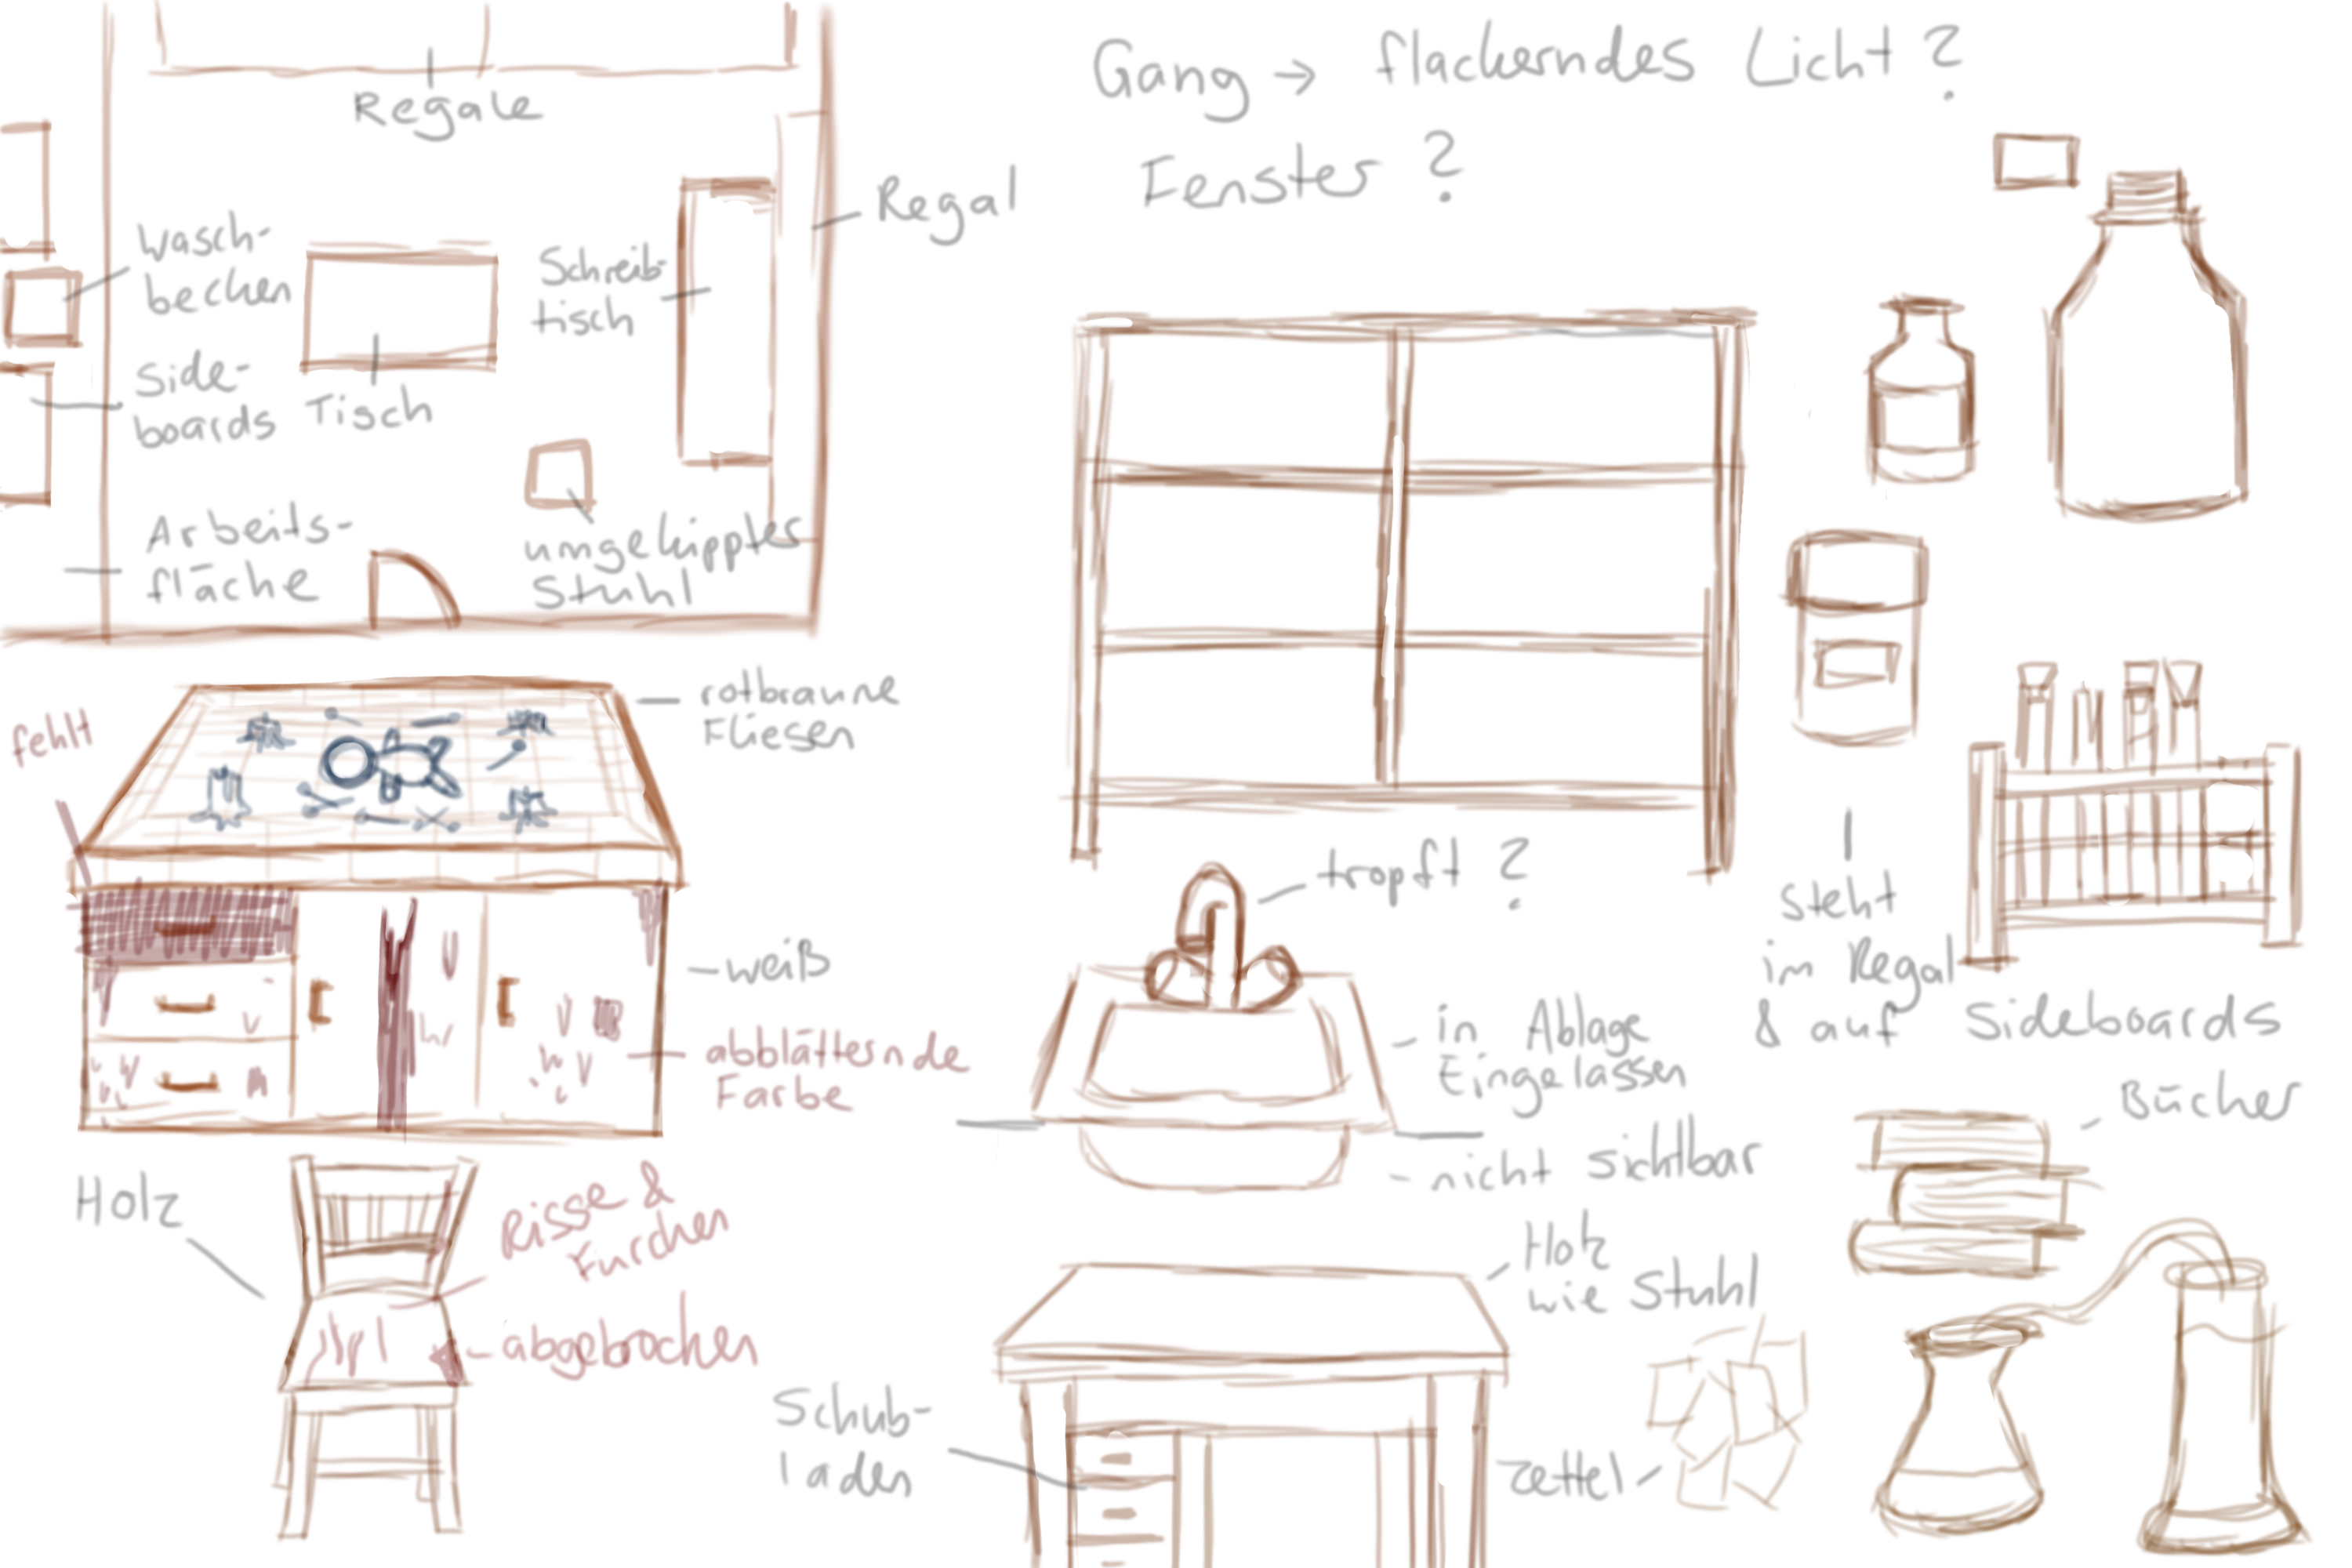 Gang → flackerndes Licht ?
Fenster ?
Regale
Regal
Wasch-
becken
Schreib-
tisch
Side-
boards
Tisch
Arbeits-
fläche
umgekippter
Stuhl
fehlt
rotbraune
Fliesen
weiß
abblätternde
Farbe
tropft ?
in Ablage
Eingelassen
nicht sichtbar
steht
im Regal
& auf Sideboards
Bücher
Holz
Risse &
Furchen
abgebrochen
Holz
wie Stuhl
Schub-
laden
Zettel